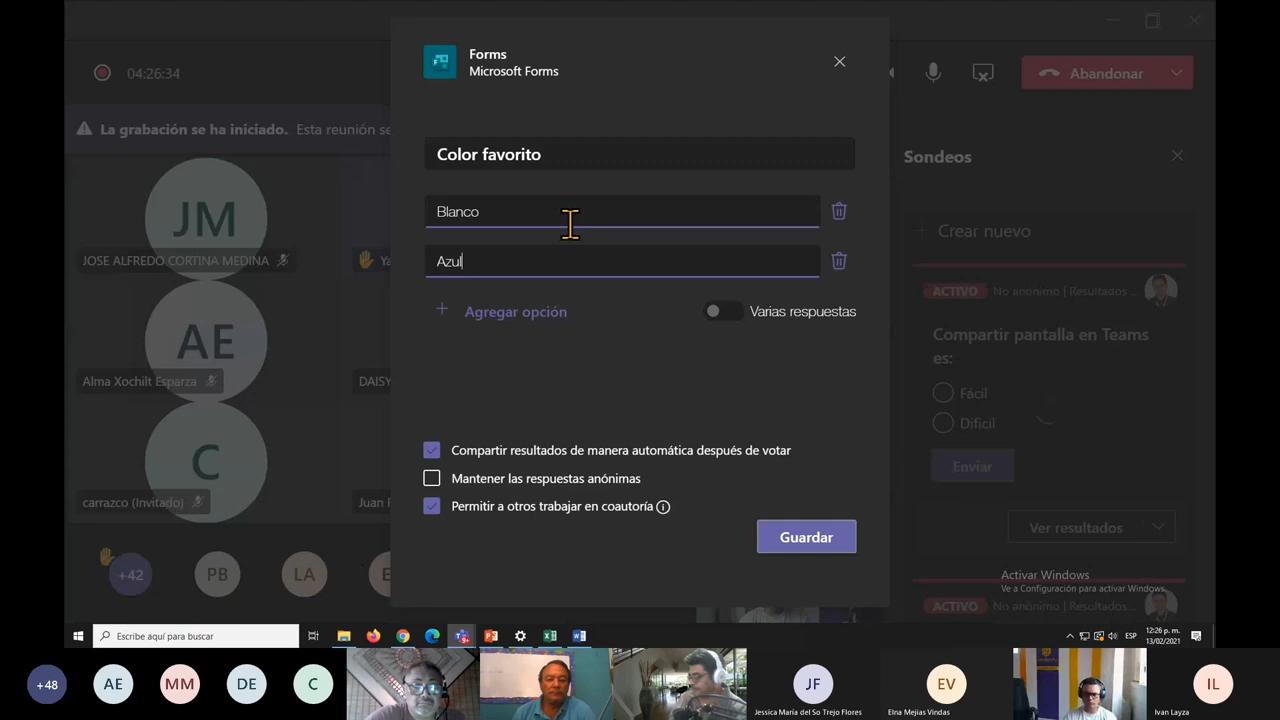 Forms
Microsoft Forms
04:26:34
Abandonar
La grabación se ha iniciado. Esta reunión se
Color favorito
Sondeos
Blanco
JM
Crear nuevo
JOSE ALFREDO CORTINA MEDINA
Ya
Azul
ACTIVO No anónimo | Resultados ...
Agregar opción
Varias respuestas
Compartir pantalla en Teams
es:
AE
Alma Xochilt Esparza
DAISY
Fácil
Difícil
C
Compartir resultados de manera automática después de votar
Enviar
Mantener las respuestas anónimas
carrazco (Invitado)
Juan
Permitir a otros trabajar en coautoría
Ver resultados
Guardar
+42
PB
LA
E
Activar Windows
Ve a Configuración para activar Windows.
ACTIVO No anónimo | Resultados ...
Escribe aquí para buscar
ESP
12:26 p. m.
13/02/2021
+48
AE
MM
DE
C
JF
EV
IL
Jessica María del So Trejo Flores
Elna Mejias Vindas
Ivan Layza